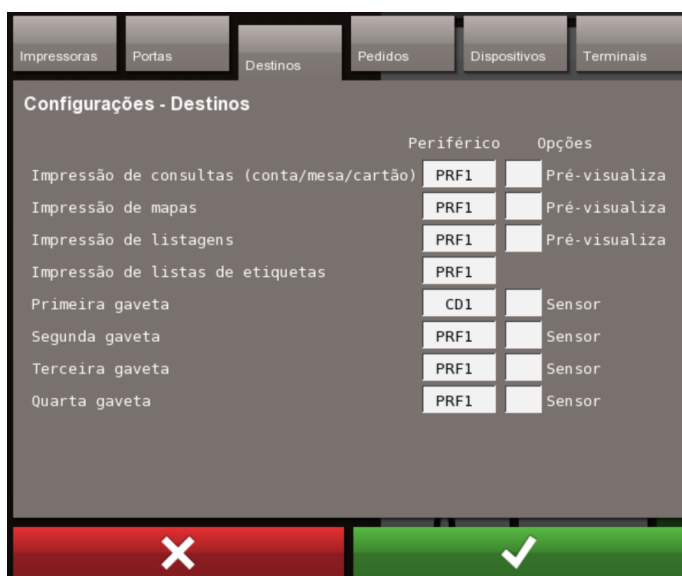 Impressoras Portas Destinos Pedidos Dispositivos Terminais
Configurações - Destinos
Periférico Opções
Impressão de consultas (conta/mesa/cartão) PRF1 Pré-visualiza
Impressão de mapas PRF1 Pré-visualiza
Impressão de listagens PRF1 Pré-visualiza
Impressão de listas de etiquetas PRF1
Primeira gaveta CD1 Sensor
Segunda gaveta PRF1 Sensor
Terceira gaveta PRF1 Sensor
Quarta gaveta PRF1 Sensor